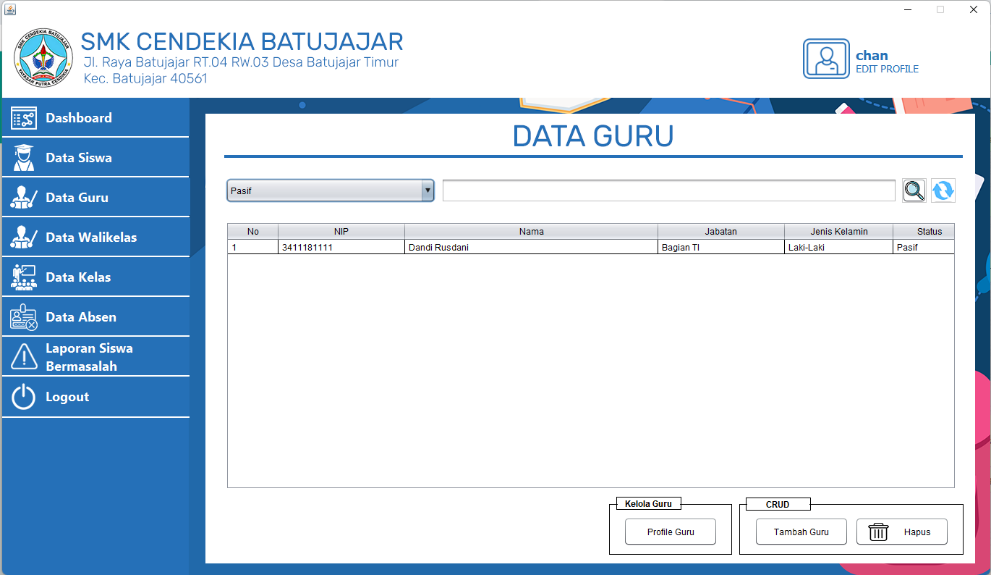 SMK CENDEKIA BATUJAJAR
Jl. Raya Batujajar RT.04 RW.03 Desa Batujajar Timur
Kec. Batujajar 40561
chan
EDIT PROFILE
Dashboard
Data Siswa
Data Guru
Data Walikelas
Data Kelas
Data Absen
Laporan Siswa
Bermasalah
Logout
DATA GURU
Pasif
No NIP Nama Jabatan Jenis Kelamin Status
1 3411181111 Dandi Rusdani Bagian TI Laki-Laki Pasif
Kelola Guru
Profile Guru
CRUD
Tambah Guru
Hapus